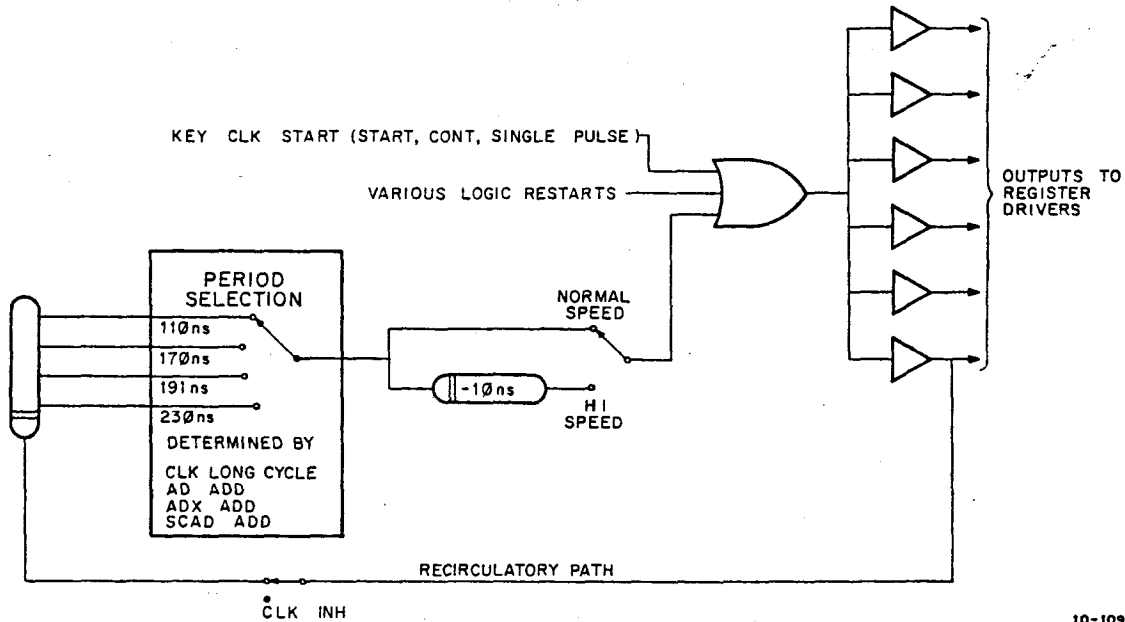 KEY CLK START (START, CONT, SINGLE PULSE)
VARIOUS LOGIC RESTARTS
OUTPUTS TO
REGISTER
DRIVERS
PERIOD
SELECTION
110ns
170ns
191ns
230ns
DETERMINED BY
CLK LONG CYCLE
AD ADD
ADX ADD
SCAD ADD
NORMAL
SPEED
-10ns
HI
SPEED
RECIRCULATORY PATH
CLK INH
10-109